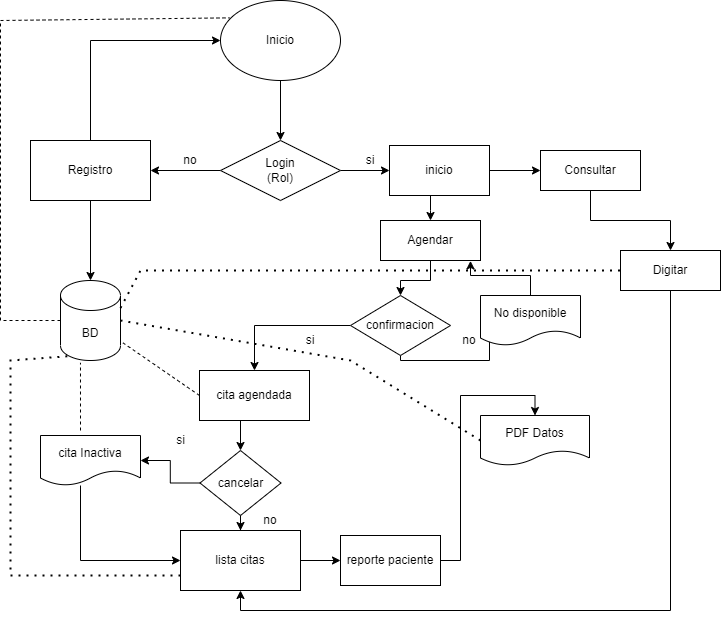 Inicio
Login
(Rol)
no
si
Registro
inicio
Consultar
Agendar
Digitar
BD
confirmacion
No disponible
si
no
cita agendada
PDF Datos
si
cita Inactiva
cancelar
no
lista citas
reporte paciente